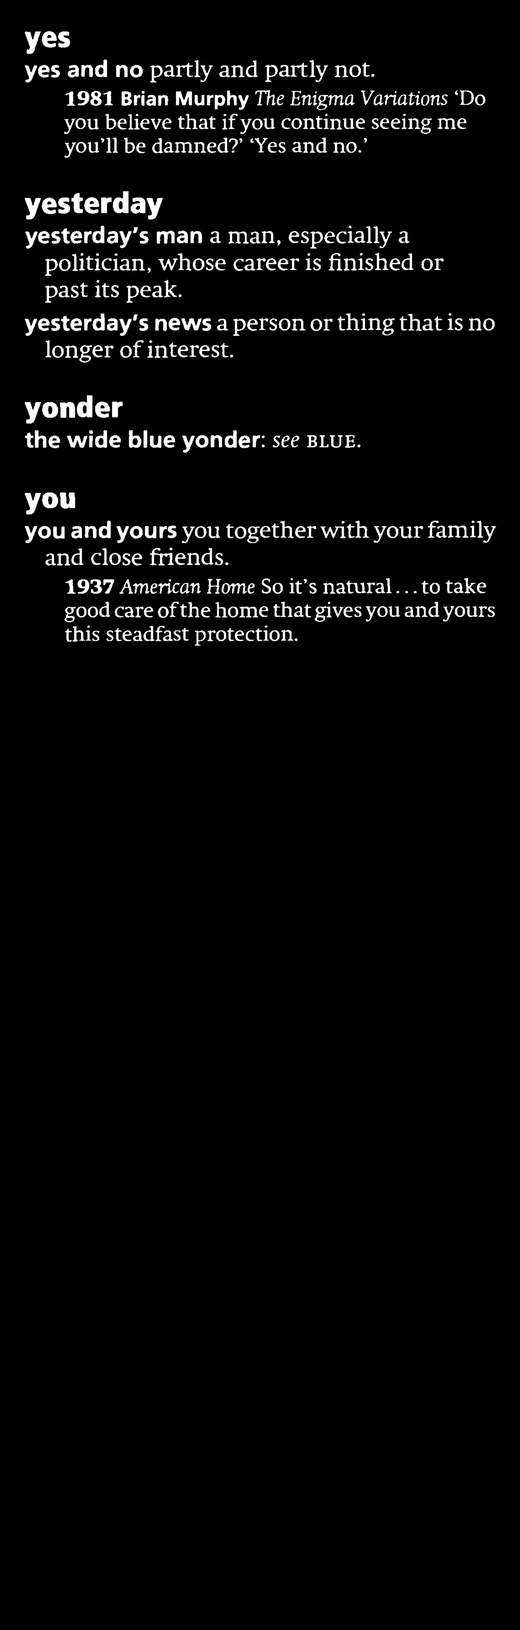 yes
yes and no partly and partly not.
1981 Brian Murphy The Enigma Variations ‘Do
you believe that if you continue seeing me
you’ll be damned?’ ‘Yes and no.’
yesterday
yesterday’s man a man, especially a
politician, whose career is finished or
past its peak.
yesterday’s news a person or thing that is no
longer of interest.
yonder
the wide blue yonder: see BLUE.
you
you and yours you together with your family
and close friends.
1937 American Home So it’s natural...to take
good care of the home that gives you and yours
this steadfast protection.